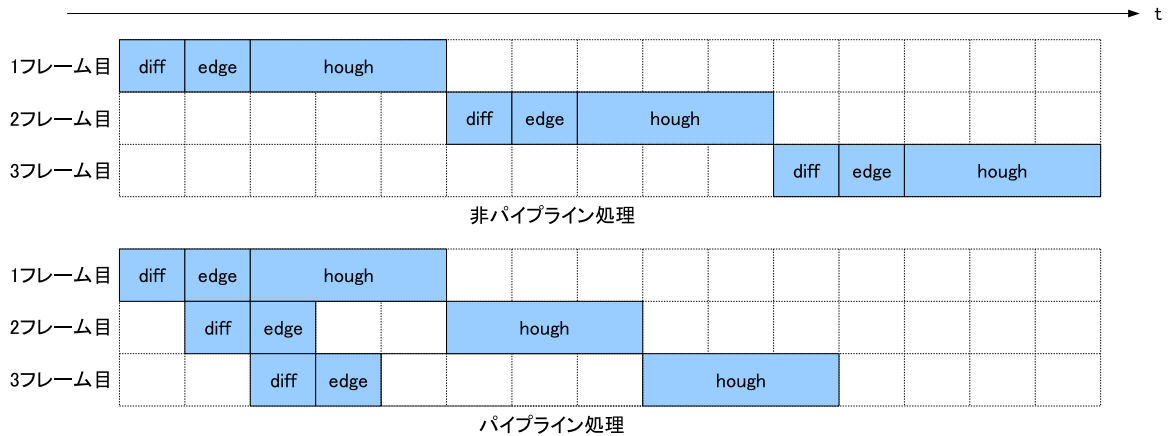 t
1フレーム目 diff edge hough
2フレーム目 diff edge hough
3フレーム目 diff edge hough
非パイプライン処理
1フレーム目 diff edge hough
2フレーム目 diff edge hough
3フレーム目 diff edge hough
パイプライン処理